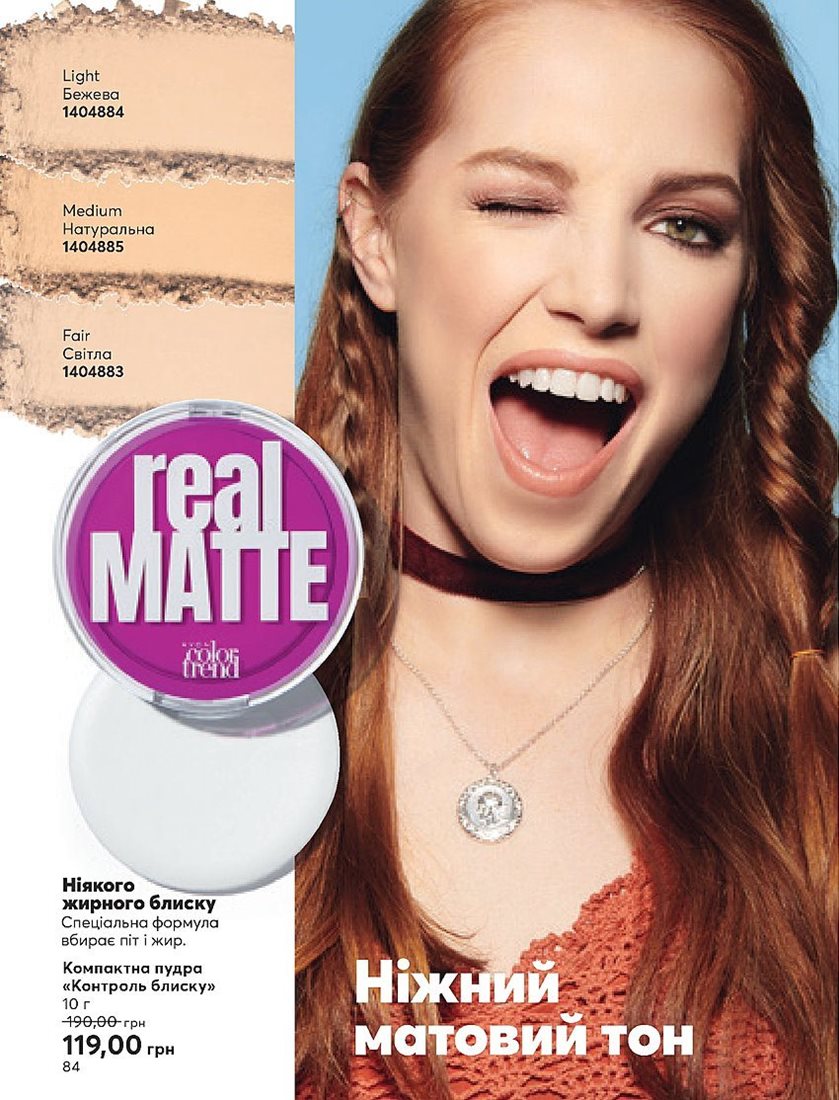 Light
Бежева
1404884
Medium
Натуральна
1404885
Fair
Світла
1404883
real
MATTE
AVON
color
trend
Ніякого
жирного блиску
Спеціальна формула
вбирає піт і жир.
Компактна пудра
«Контроль блиску»
10 г
190,00 грн
119,00 грн
84
Ніжний
матовий тон